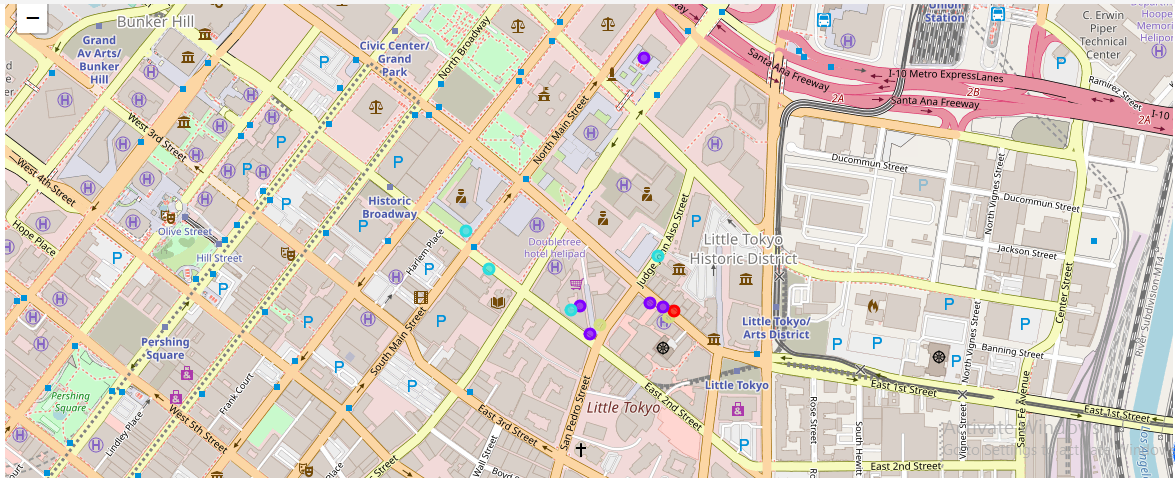 −
Bunker Hill
Grand
Av Arts/
Bunker
Hill
Civic Center/
Grand
Park
North Broadway
Union
Station
C. Erwin
Piper
Technical
Center
Santa Ana Freeway
I-10 Metro ExpressLanes
2B
2A
Santa Ana Freeway
Ramirez Street
I-10
2A
West 3rd Street
North Main Street
West 4th Street
Historic
Broadway
Ducommun Street
North Vignes Street
Ducommun Street
Hope Place
Olive Street
Hill Street
Harlem Place
Doubletree
hotel helipad
Judge John Aiso Street
Little Tokyo
Historic District
Jackson Street
Center Street
River Subdivision MT4
Pershing
Square
South Main Street
Little Tokyo/
Arts District
Banning Street
North Vignes Street
Frank Court
Pershing
Square
Lindley Place
West 5th Street
San Pedro Street
Little Tokyo
East 2nd Street
Little Tokyo
East 1st Street
East 1st Street
Santa Fe Avenue
East 3rd Street
Wall Street
Rose Street
South Hewitt
Vignes Street
East 2nd Street
Place
Activate Windows
Go to Settings to activate Windows